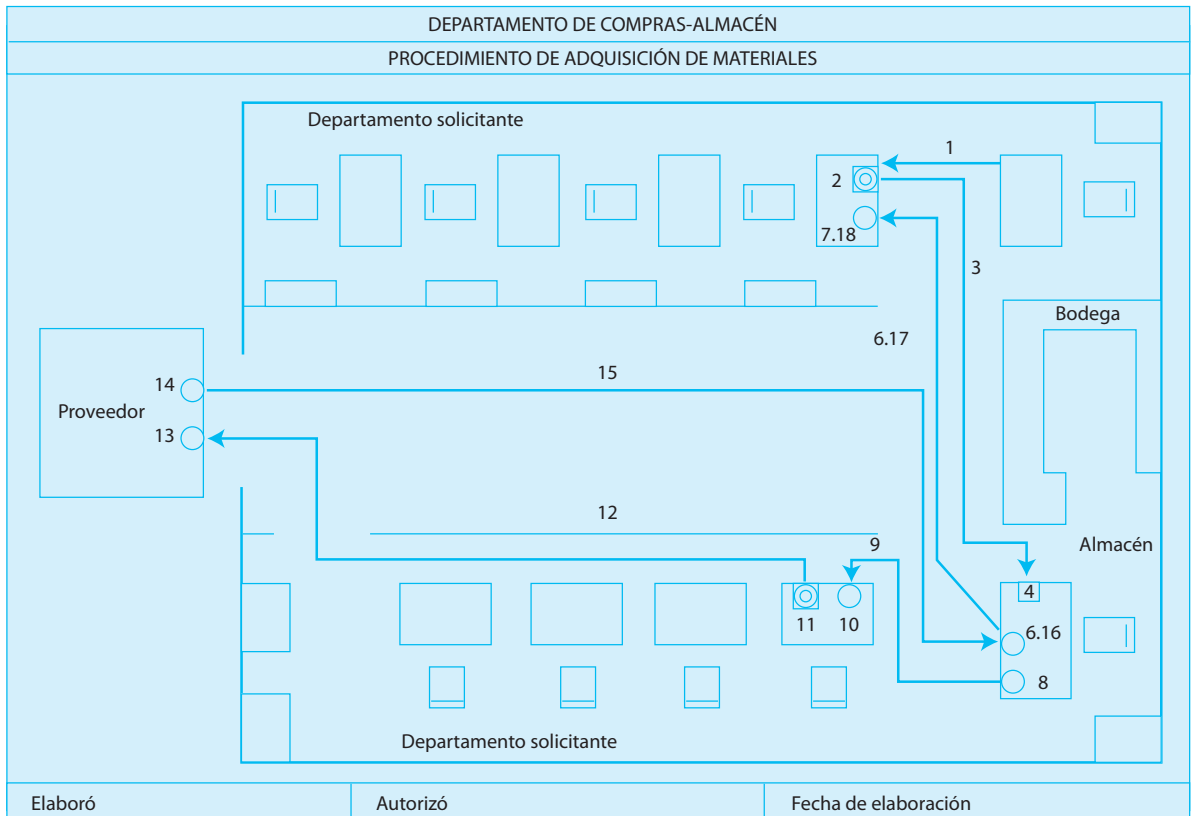 DEPARTAMENTO DE COMPRAS-ALMACÉN
PROCEDIMIENTO DE ADQUISICIÓN DE MATERIALES
Departamento solicitante
1
2
7.18
3
Bodega
6.17
15
14
Proveedor
13
12
9
Almacén
4
11
10
6.16
8
Departamento solicitante
Elaboró
Autorizó
Fecha de elaboración